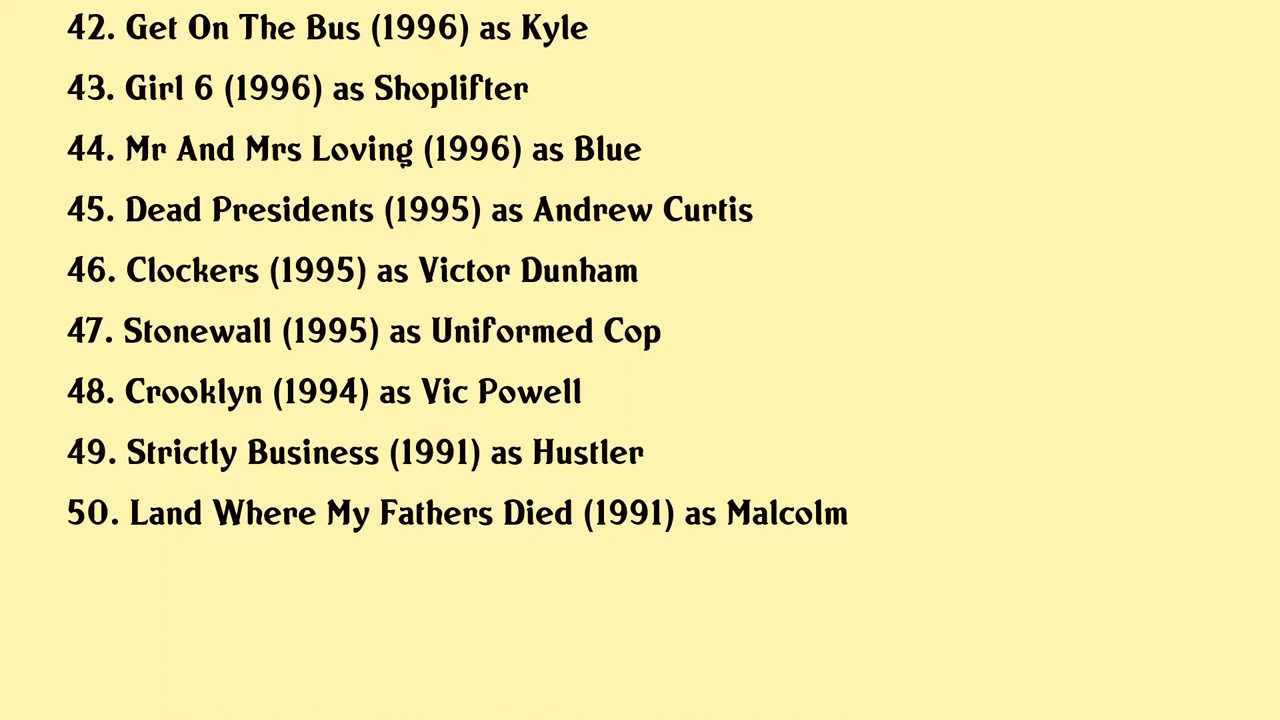 42. Get On The Bus (1996) as Kyle
43. Girl 6 (1996) as Shoplifter
44. Mr And Mrs Loving (1996) as Blue
45. Dead Presidents (1995) as Andrew Curtis
46. Clockers (1995) as Victor Dunham
47. Stonewall (1995) as Uniformed Cop
48. Crooklyn (1994) as Vic Powell
49. Strictly Business (1991) as Hustler
50. Land Where My Fathers Died (1991) as Malcolm